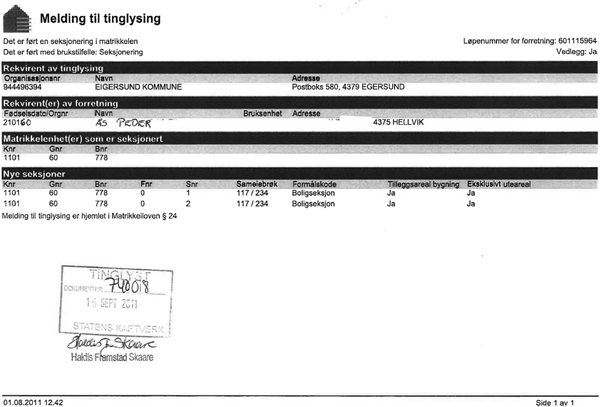 Melding til tinglysing
Det er ført en seksjonering i matrikkelen
Løpenummer for forretning: 601115964
Det er ført med brukstilfelle: Seksjonering
Vedlegg: Ja
Rekvirent av tinglysing
Organisasjonsnr Navn Adresse
944496394 EIGERSUND KOMMUNE Postboks 580, 4379 EGERSUND
Rekvirent(er) av forretning
Fødselsdato/Orgnr Navn Bruksenhet Adresse
210160 ÅS PEDER 4375 HELLVIK
Matrikkelenhet(er) som er seksjonert
Knr Gnr Bnr
1101 60 778
Nye seksjoner
Knr Gnr Bnr Fnr Snr Sameiebrøk Formålskode Tilleggsareal bygning Eksklusivt uteareal
1101 60 778 0 1 117 / 234 Boligseksjon Ja Ja
1101 60 778 0 2 117 / 234 Boligseksjon Ja Ja
Melding til tinglysing er hjemlet i Matrikkelloven § 24
TINGLYST
DOKUMENTNR 740018
16 SEPT 2011
STATENS KARTVERK
Haldis F. Skaare
Haldis Framstad Skaare
01.08.2011 12.42
Side 1 av 1